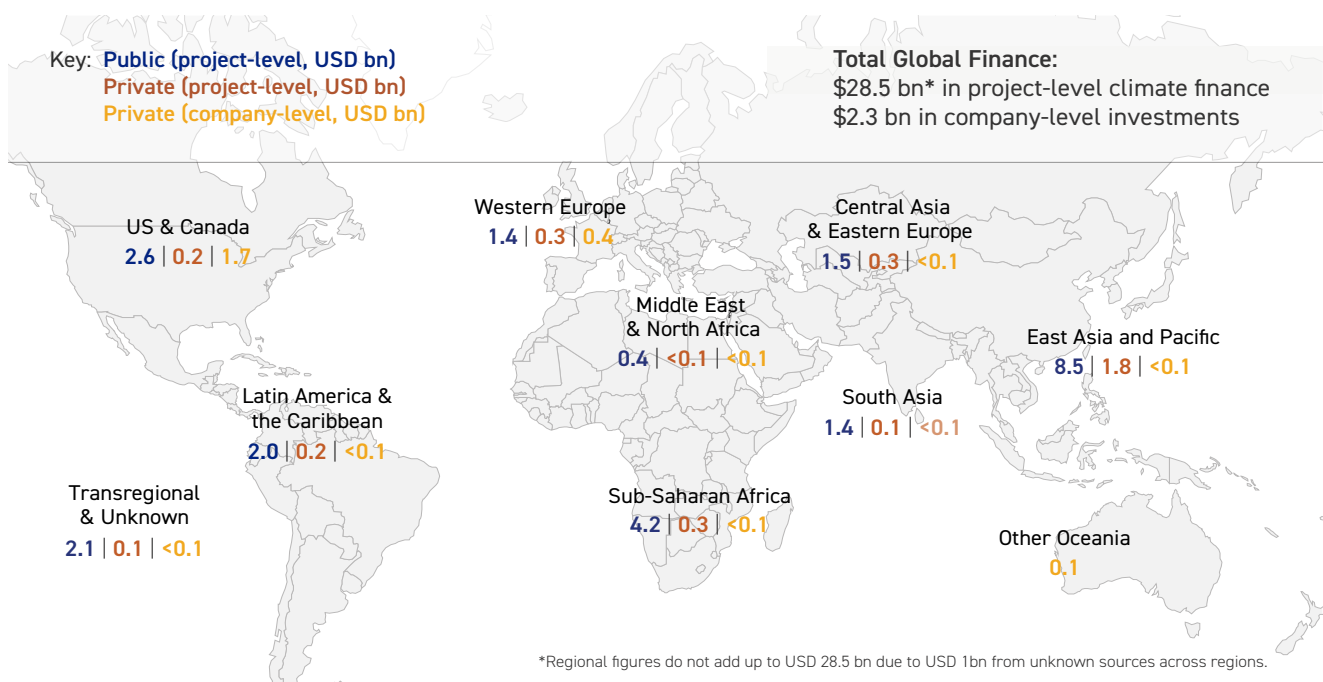 Key: Public (project-level, USD bn)
Private (project-level, USD bn)
Private (company-level, USD bn)
Total Global Finance:
$28.5 bn* in project-level climate finance
$2.3 bn in company-level investments
US & Canada
2.6 | 0.2 | 1.7
Western Europe
1.4 | 0.3 | 0.4
Central Asia
& Eastern Europe
1.5 | 0.3 | <0.1
Middle East
& North Africa
0.4 | <0.1 | <0.1
East Asia and Pacific
8.5 | 1.8 | <0.1
Latin America &
the Caribbean
2.0 | 0.2 | <0.1
South Asia
1.4 | 0.1 | <0.1
Transregional
& Unknown
2.1 | 0.1 | <0.1
Sub-Saharan Africa
4.2 | 0.3 | <0.1
Other Oceania
0.1
*Regional figures do not add up to USD 28.5 bn due to USD 1bn from unknown sources across regions.